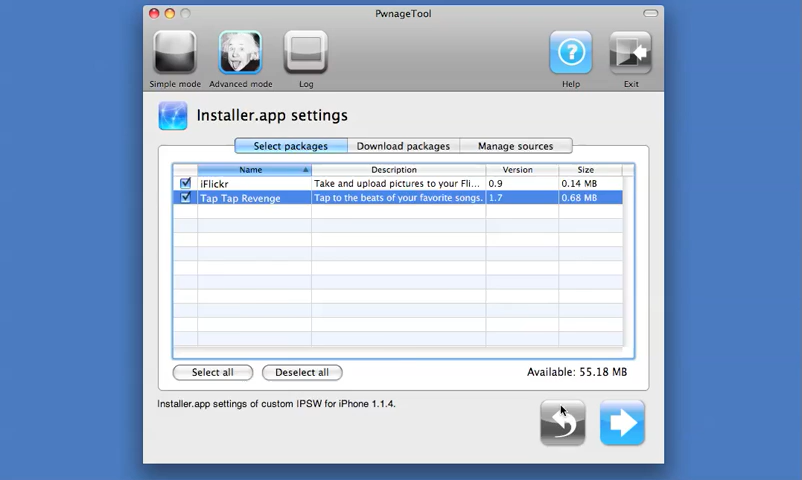 PwnageTool
Simple mode
Advanced mode
Log
Help
Exit
Installer.app settings
Select packages
Download packages
Manage sources
Name
Description
Version
Size
iFlickr
Take and upload pictures to your Fli...
0.9
0.14 MB
Tap Tap Revenge
Tap to the beats of your favorite songs.
1.7
0.68 MB
Select all
Deselect all
Available: 55.18 MB
Installer.app settings of custom IPSW for iPhone 1.1.4.